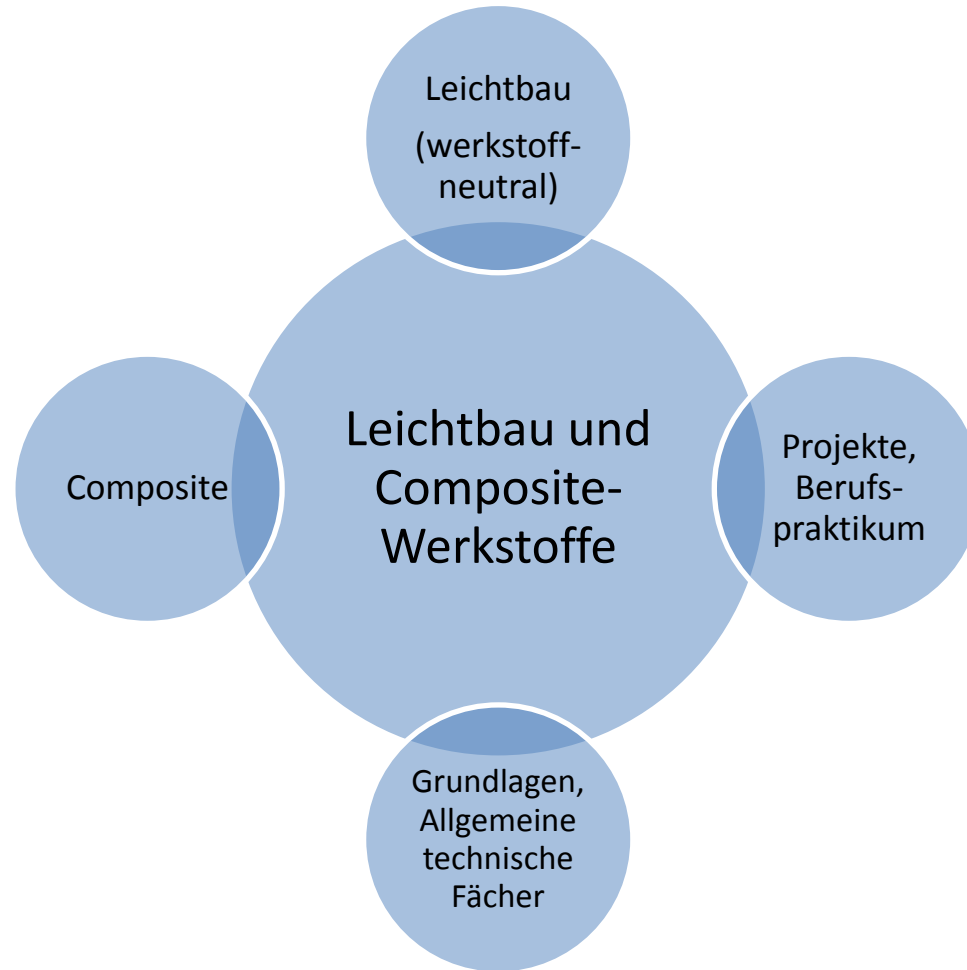 Leichtbau
(werkstoff-
neutral)
Leichtbau und
Composite-
Werkstoffe
Composite
Projekte,
Berufs-
praktikum
Grundlagen,
Allgemeine
technische
Fächer